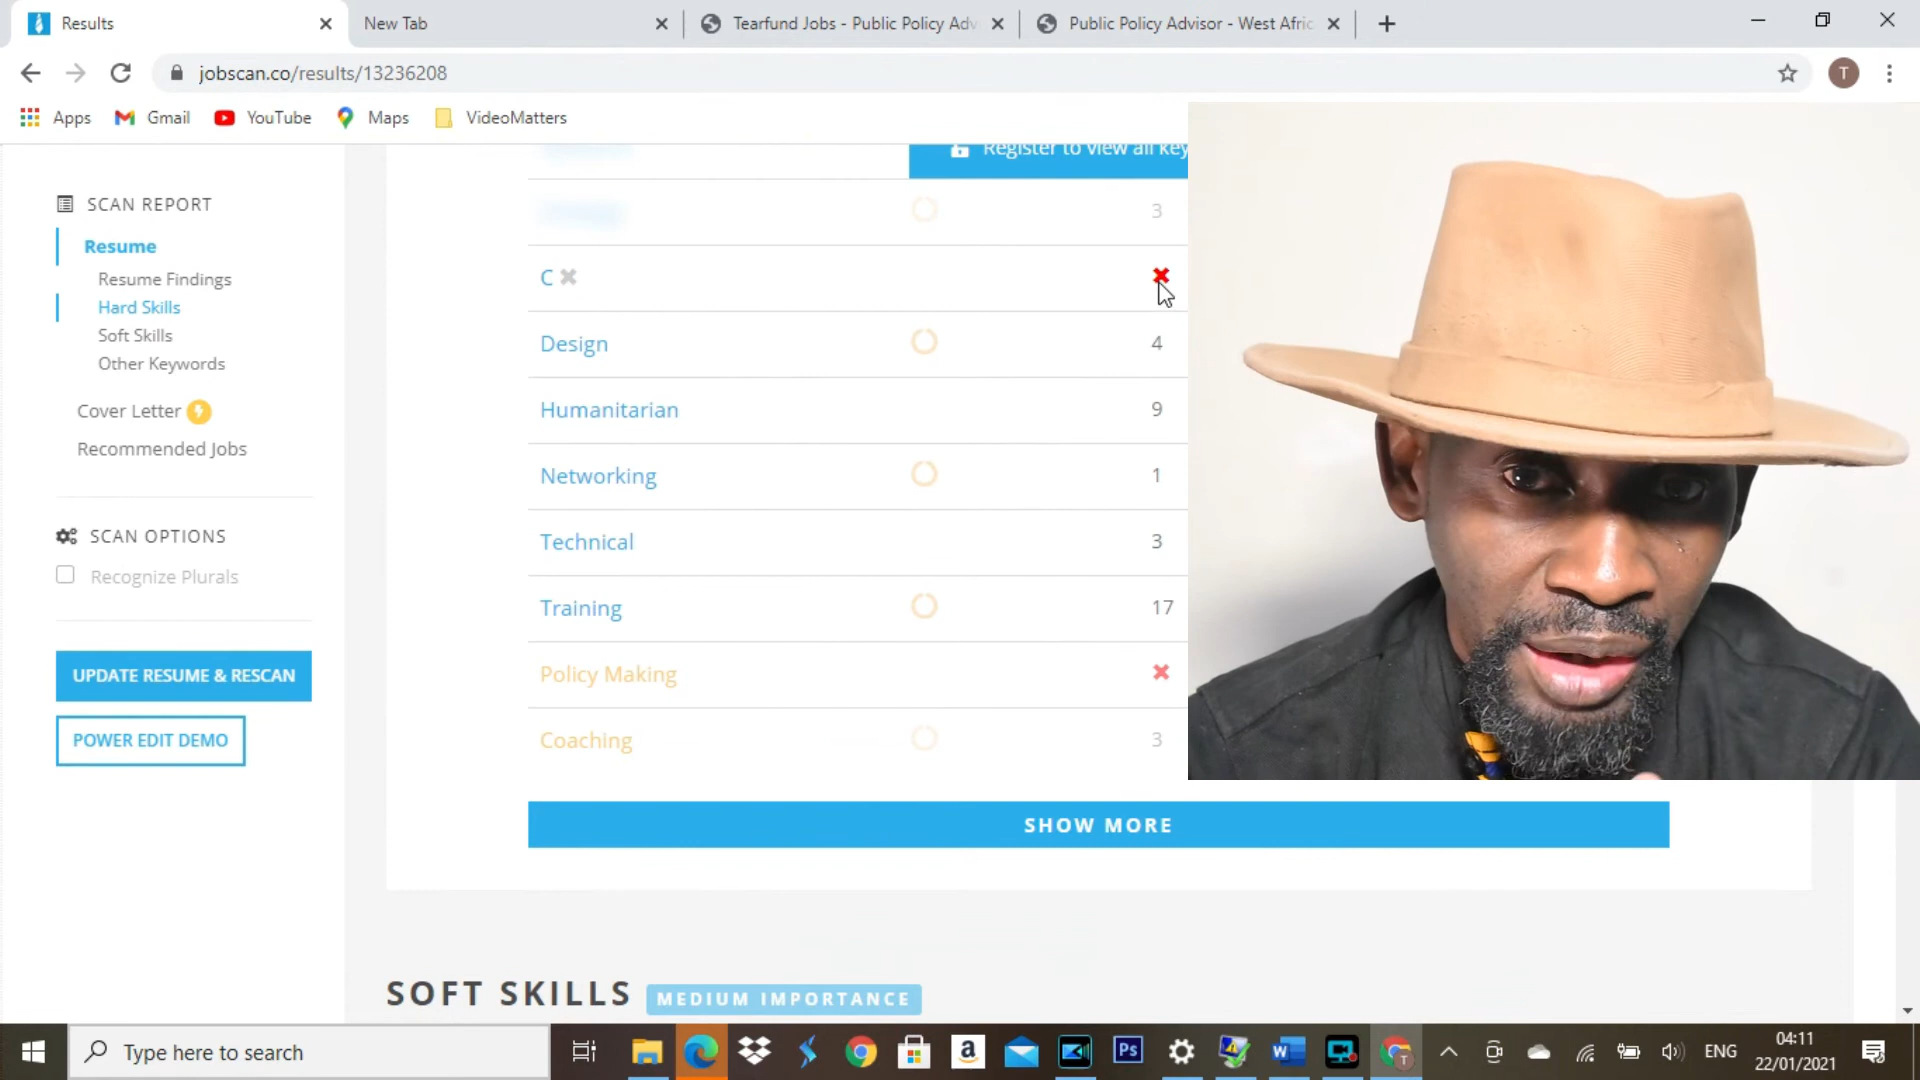 Results
New Tab
Tearfund Jobs - Public Policy Adv
Public Policy Advisor - West Afric
jobscan.co/results/13236208
T
Apps
Gmail
YouTube
Maps
VideoMatters
SCAN REPORT
Resume
Resume Findings
Hard Skills
Soft Skills
Other Keywords
Cover Letter
Recommended Jobs
SCAN OPTIONS
Recognize Plurals
UPDATE RESUME & RESCAN
POWER EDIT DEMO
Register to view all key
3
C
Design 4
Humanitarian 9
Networking 1
Technical 3
Training 17
Policy Making
Coaching 3
SHOW MORE
SOFT SKILLS MEDIUM IMPORTANCE
Type here to search
a
Ps
W
T
ENG
04:11
22/01/2021